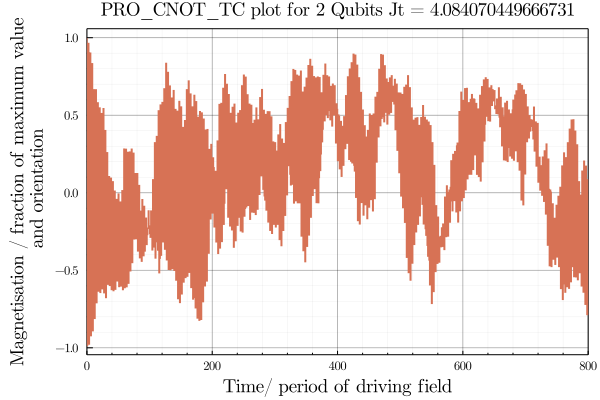 PRO_CNOT_TC plot for 2 Qubits Jt = 4.084070449666731
Magnetisation / fraction of maximum value
and orientation
1.0
0.5
0.0
−0.5
−1.0
0 200 400 600 800
Time/ period of driving field